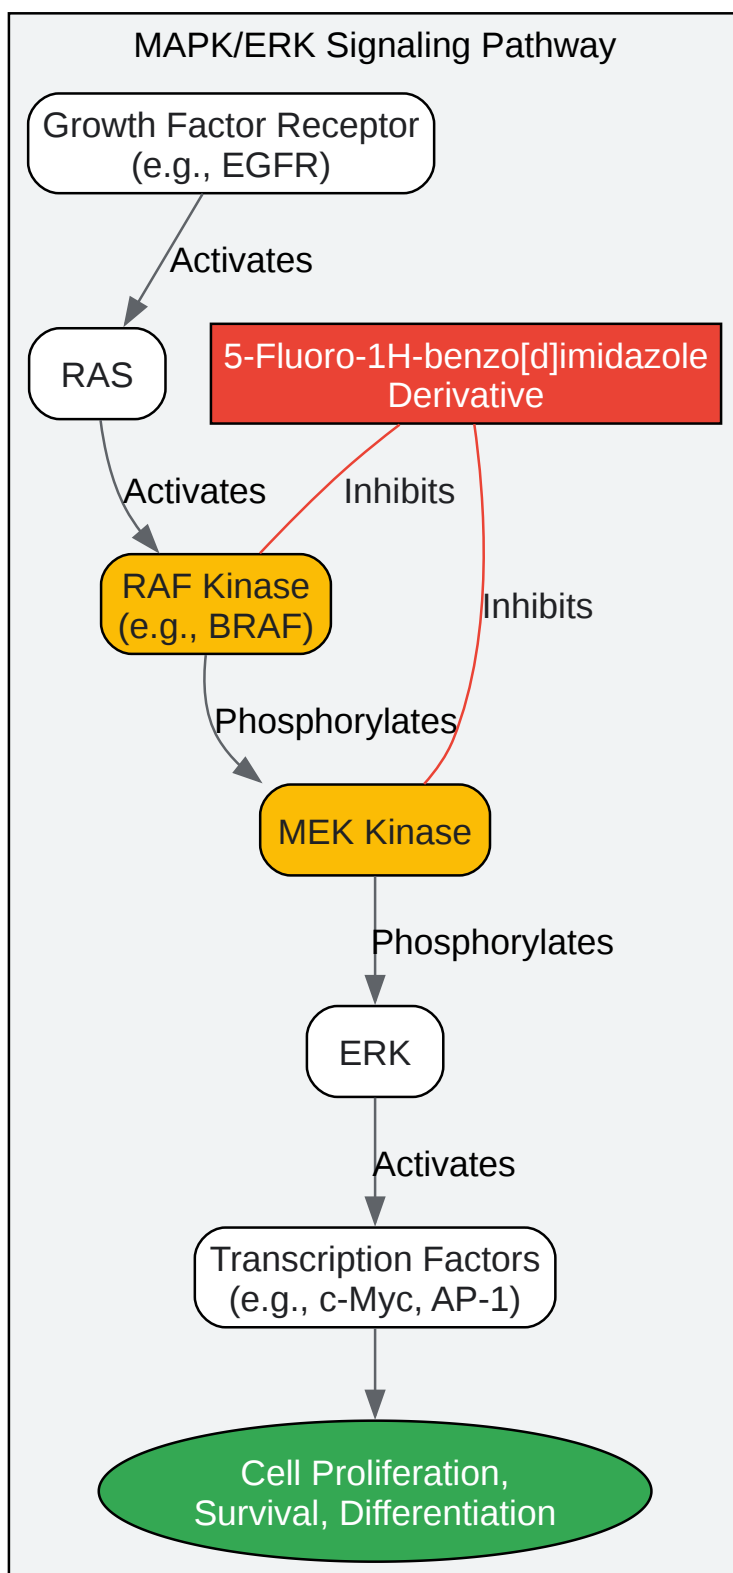 MAPK/ERK Signaling Pathway
Growth Factor Receptor
(e.g., EGFR)
Activates
RAS
5-Fluoro-1H-benzo[d]imidazole
Derivative
Activates
Inhibits
RAF Kinase
(e.g., BRAF)
Inhibits
Phosphorylates
MEK Kinase
Phosphorylates
ERK
Activates
Transcription Factors
(e.g., c-Myc, AP-1)
Cell Proliferation,
Survival, Differentiation